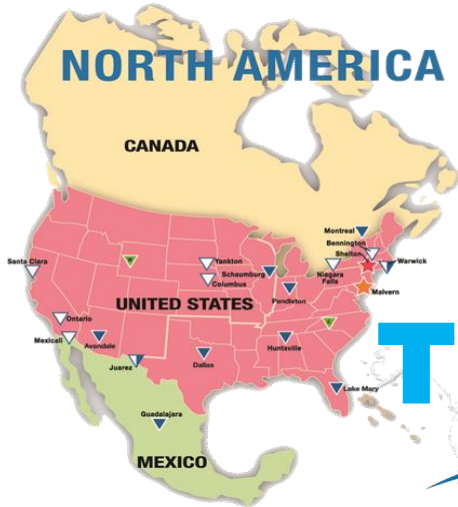 NORTH AMERICA
CANADA
Montreal
Bennington
Shelton
Santa Clara
Yankton
Warwick
Schaumburg
Columbus
Niagara
Falls
Malvern
Pendleton
UNITED STATES
Ontario
Mexicali
Avondale
Huntsville
Juarez
Dallas
Lake Mary
Guadalajara
MEXICO
T